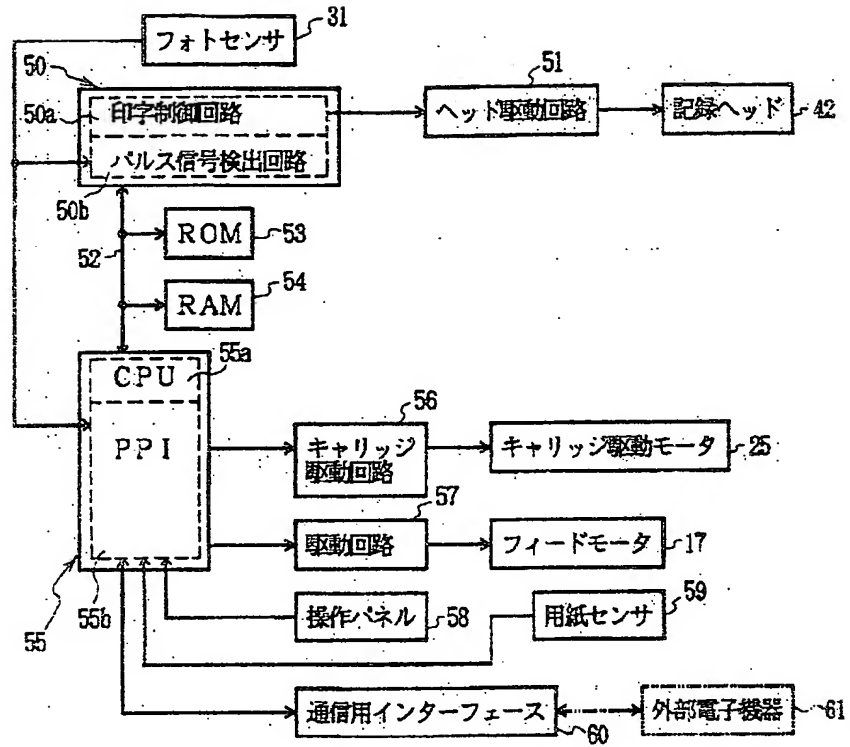 フォトセンサ
31
50
50a
印字制御回路
パルス信号検出回路
50b
51
ヘッド駆動回路
記録ヘッド
42
52
ROM
53
RAM
54
55a
CPU
PPI
55
55b
56
キャリッジ
駆動回路
キャリッジ駆動モータ
25
57
駆動回路
フィードモータ
17
操作パネル
58
用紙センサ
59
通信用インターフェース
60
外部電子機器
61